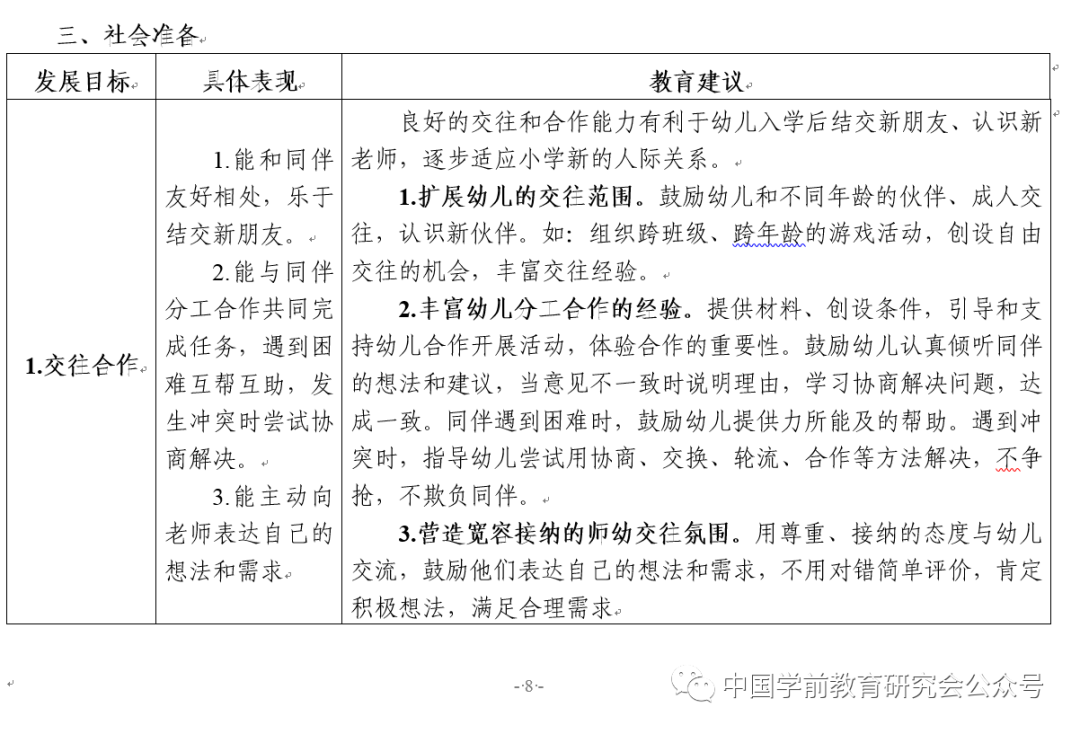 三、社会准备
发展目标
具体表现
教育建议
1.交往合作
1.能和同伴
友好相处，乐于
结交新朋友。
2.能与同伴
分工合作共同完
成任务，遇到困
难互帮互助，发
生冲突时尝试协
商解决。
3.能主动向
老师表达自己的
想法和需求
良好的交往和合作能力有利于幼儿入学后结交新朋友、认识新
老师，逐步适应小学新的人际关系。
1.扩展幼儿的交往范围。鼓励幼儿和不同年龄的伙伴、成人交
往，认识新伙伴。如：组织跨班级、跨年龄的游戏活动，创设自由
交往的机会，丰富交往经验。
2.丰富幼儿分工合作的经验。提供材料、创设条件，引导和支
持幼儿合作开展活动，体验合作的重要性。鼓励幼儿认真倾听同伴
的想法和建议，当意见不一致时说明理由，学习协商解决问题，达
成一致。同伴遇到困难时，鼓励幼儿提供力所能及的帮助。遇到冲
突时，指导幼儿尝试用协商、交换、轮流、合作等方法解决，不争
抢，不欺负同伴。
3.营造宽容接纳的师幼交往氛围。用尊重、接纳的态度与幼儿
交流，鼓励他们表达自己的想法和需求，不用对错简单评价，肯定
积极想法，满足合理需求
-·8·-
中国学前教育研究会公众号